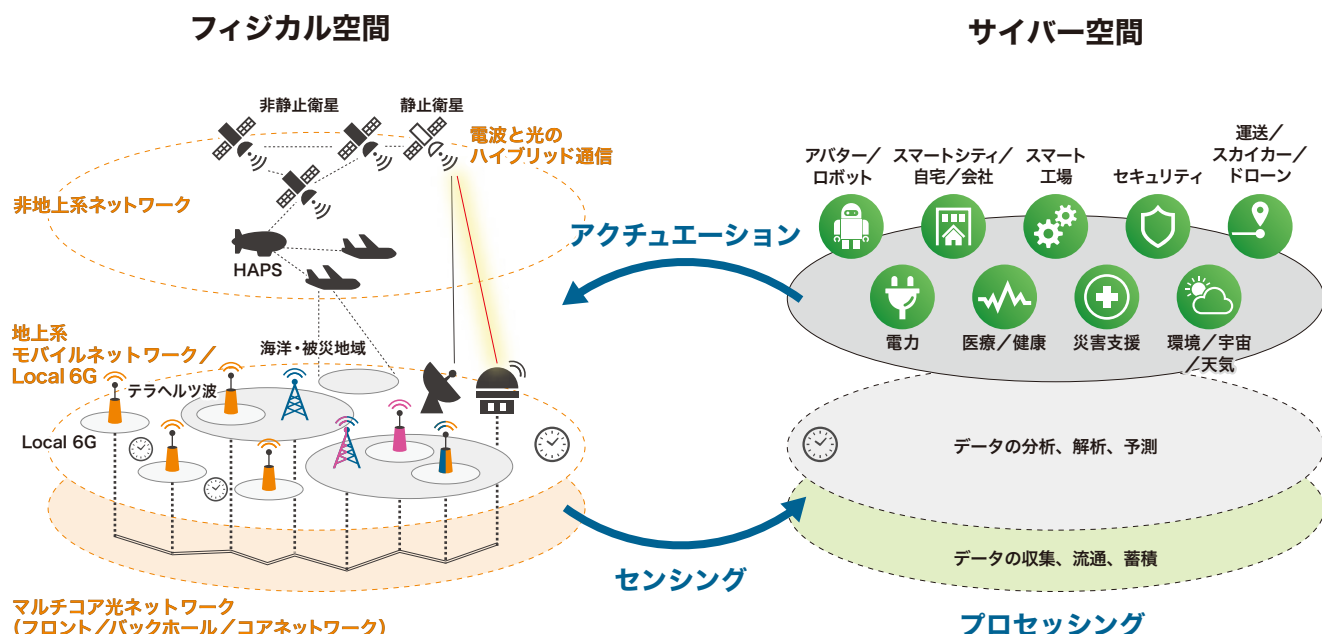 フィジカル空間
非静止衛星
静止衛星
電波と光の
ハイブリッド通信
非地上系ネットワーク
HAPS
地上系
モバイルネットワーク／
Local 6G
海洋・被災地域
テラヘルツ波
Local 6G
マルチコア光ネットワーク
（フロント／バックホール／コアネットワーク）
アクチュエーション
センシング
サイバー空間
アバター／
ロボット
スマートシティ／
自宅／会社
スマート
工場
セキュリティ
運送／
スカイカー／
ドローン
電力
医療／健康
災害支援
環境／宇宙
／天気
データの分析、解析、予測
データの収集、流通、蓄積
プロセッシング